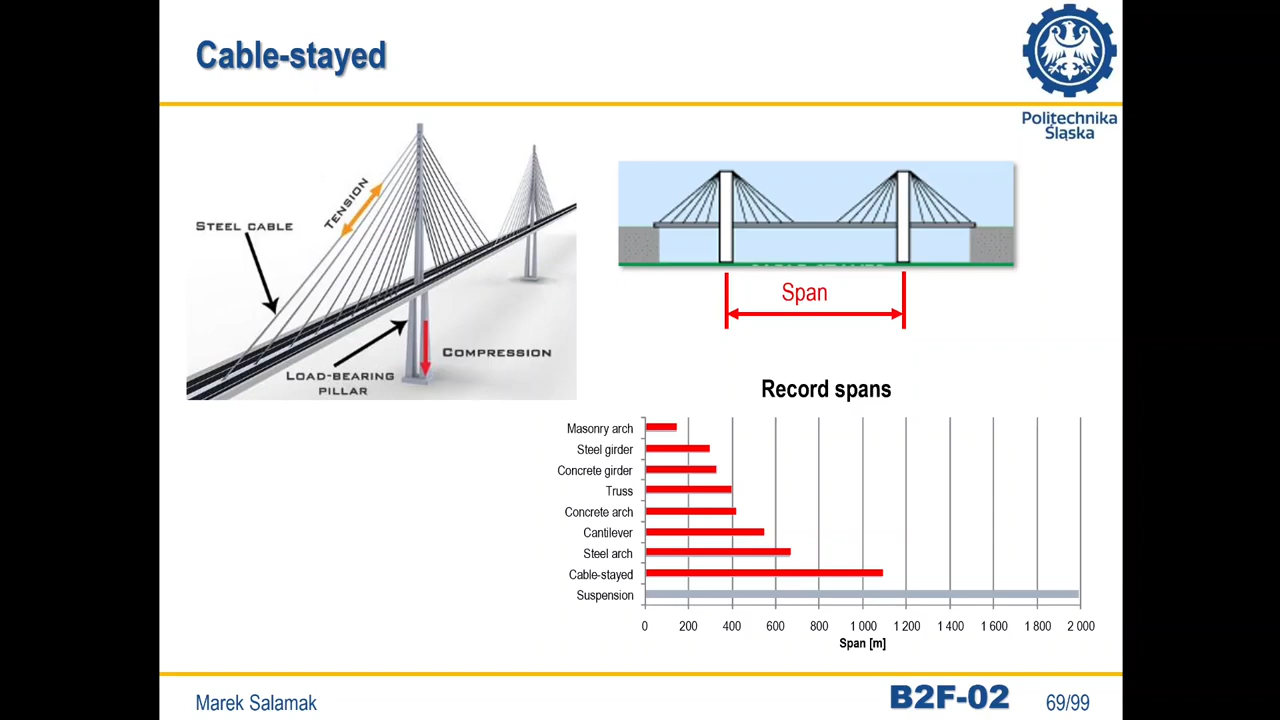 Cable-stayed
Politechnika
Śląska
STEEL CABLE
TENSION
COMPRESSION
LOAD-BEARING
PILLAR
Span
Record spans
Masonry arch
Steel girder
Concrete girder
Truss
Concrete arch
Cantilever
Steel arch
Cable-stayed
Suspension
0 200 400 600 800 1 000 1 200 1 400 1 600 1 800 2 000
Span [m]
Marek Salamak
B2F-02
69/99